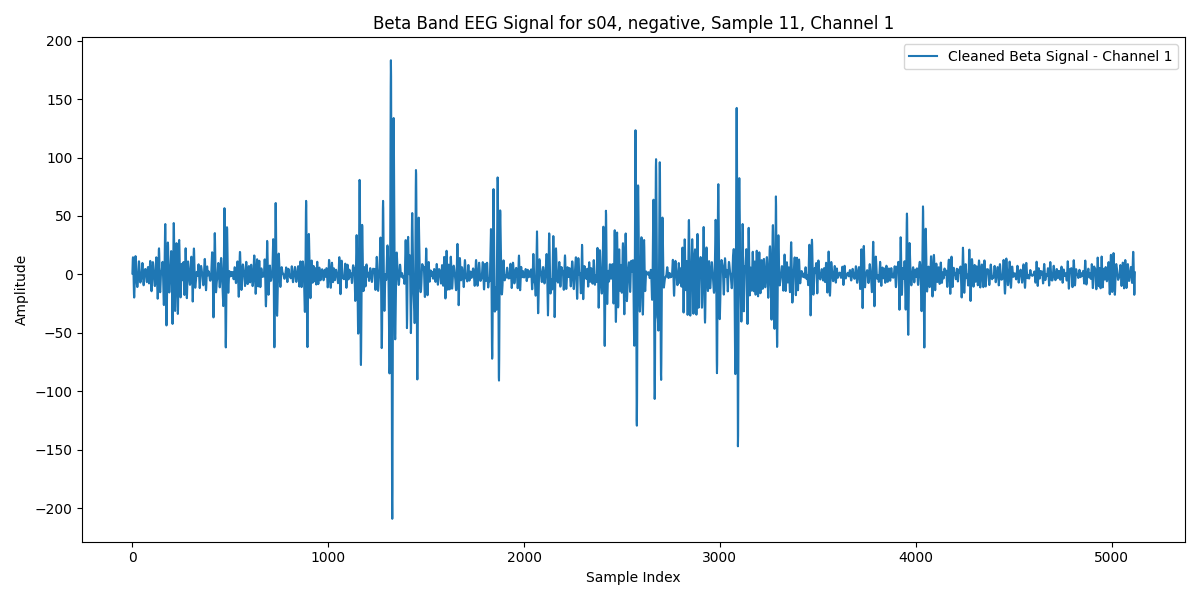 Beta Band EEG Signal for s04, negative, Sample 11, Channel 1
Cleaned Beta Signal - Channel 1
Amplitude
200
150
100
50
0
−50
−100
−150
−200
0 1000 2000 3000 4000 5000
Sample Index